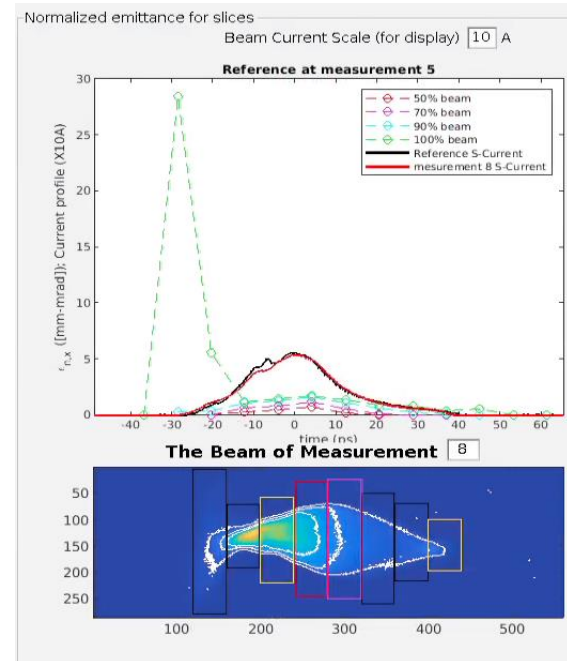 Normalized emittance for slices
Beam Current Scale (for display) 10 A
Reference at measurement 5
50% beam
70% beam
90% beam
100% beam
Reference S-Current
mesurement 8 S-Current
([mm-mrad]); Current profile (X10A)
30
25
20
15
10
5
0
-40 -20 -10 0 10 20 30 40 50 60
time (ps)
The Beam of Measurement 8
50
100
150
200
250
100 200 300 400 500